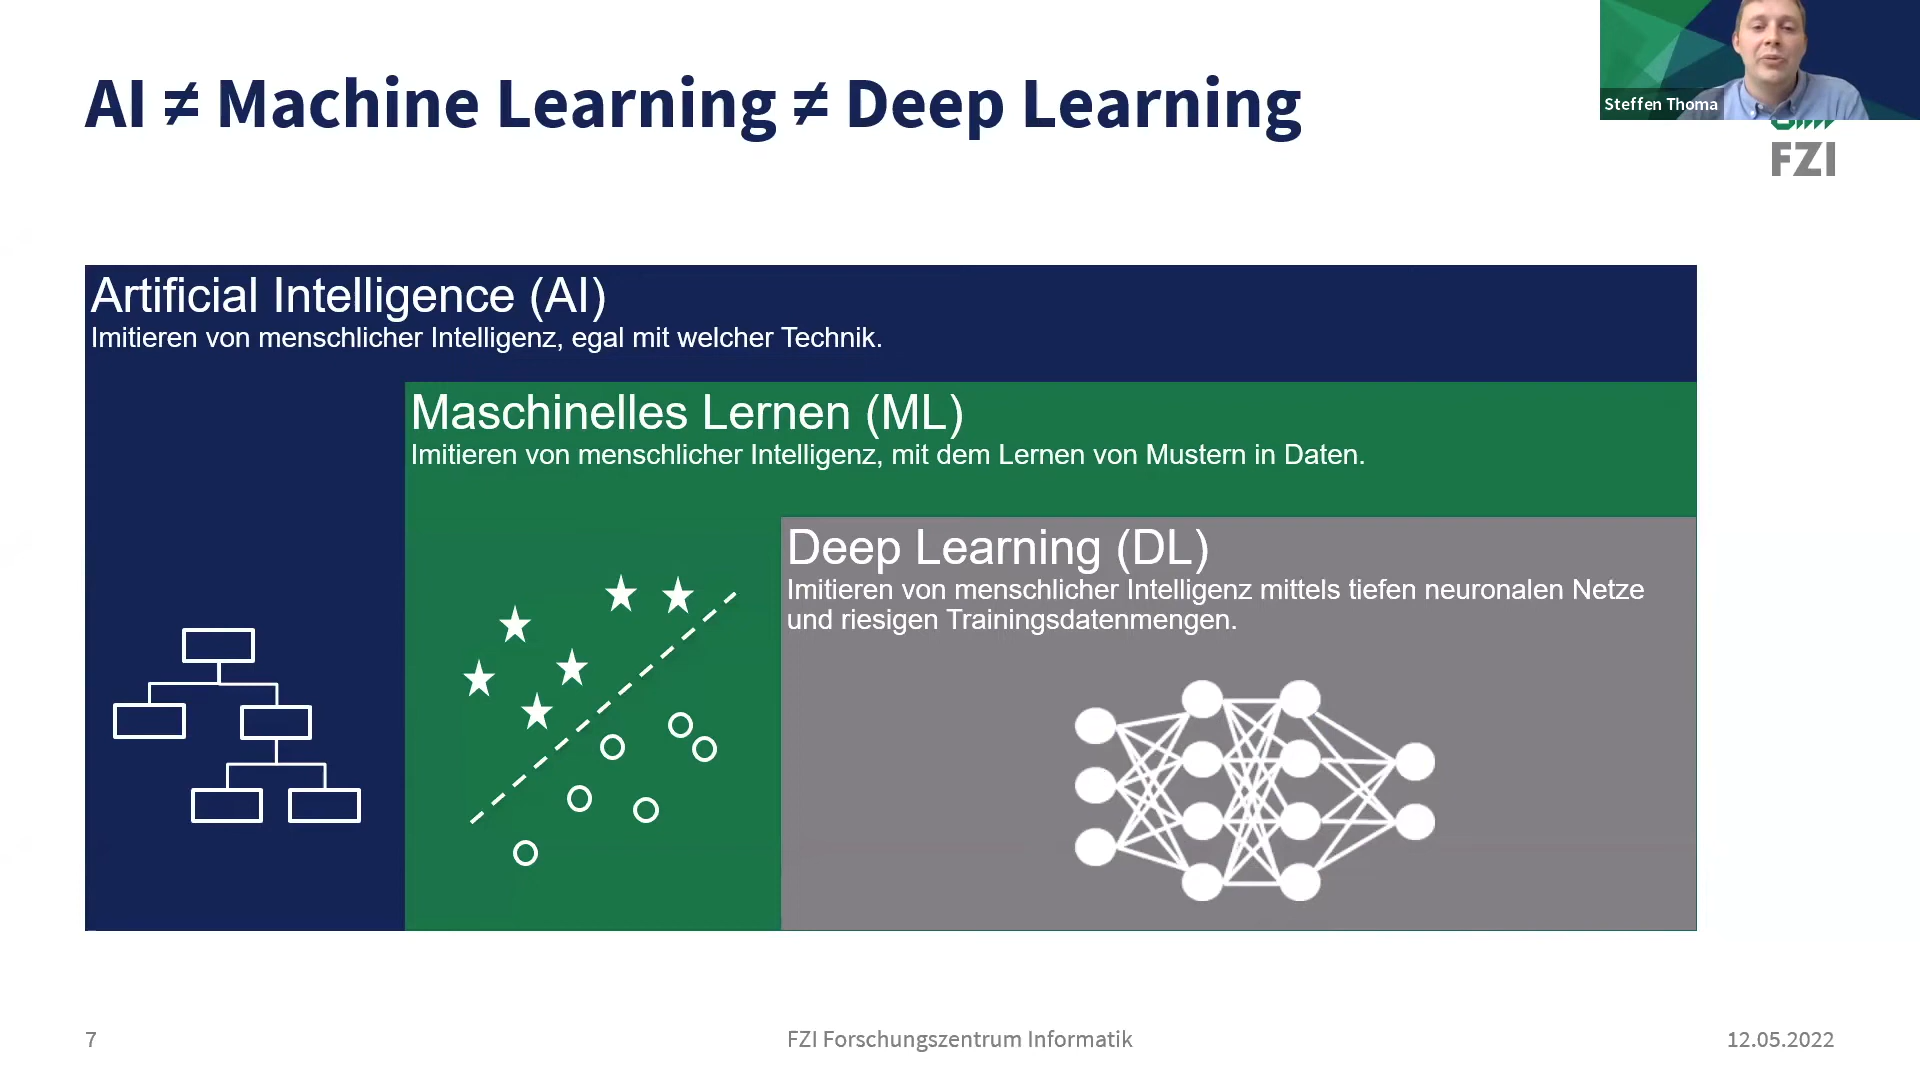 AI ≠ Machine Learning ≠ Deep Learning
Steffen Thoma
FZI
Artificial Intelligence (AI)
Imitieren von menschlicher Intelligenz, egal mit welcher Technik.
Maschinelles Lernen (ML)
Imitieren von menschlicher Intelligenz, mit dem Lernen von Mustern in Daten.
Deep Learning (DL)
Imitieren von menschlicher Intelligenz mittels tiefen neuronalen Netze
und riesigen Trainingsdatenmengen.
7
FZI Forschungszentrum Informatik
12.05.2022